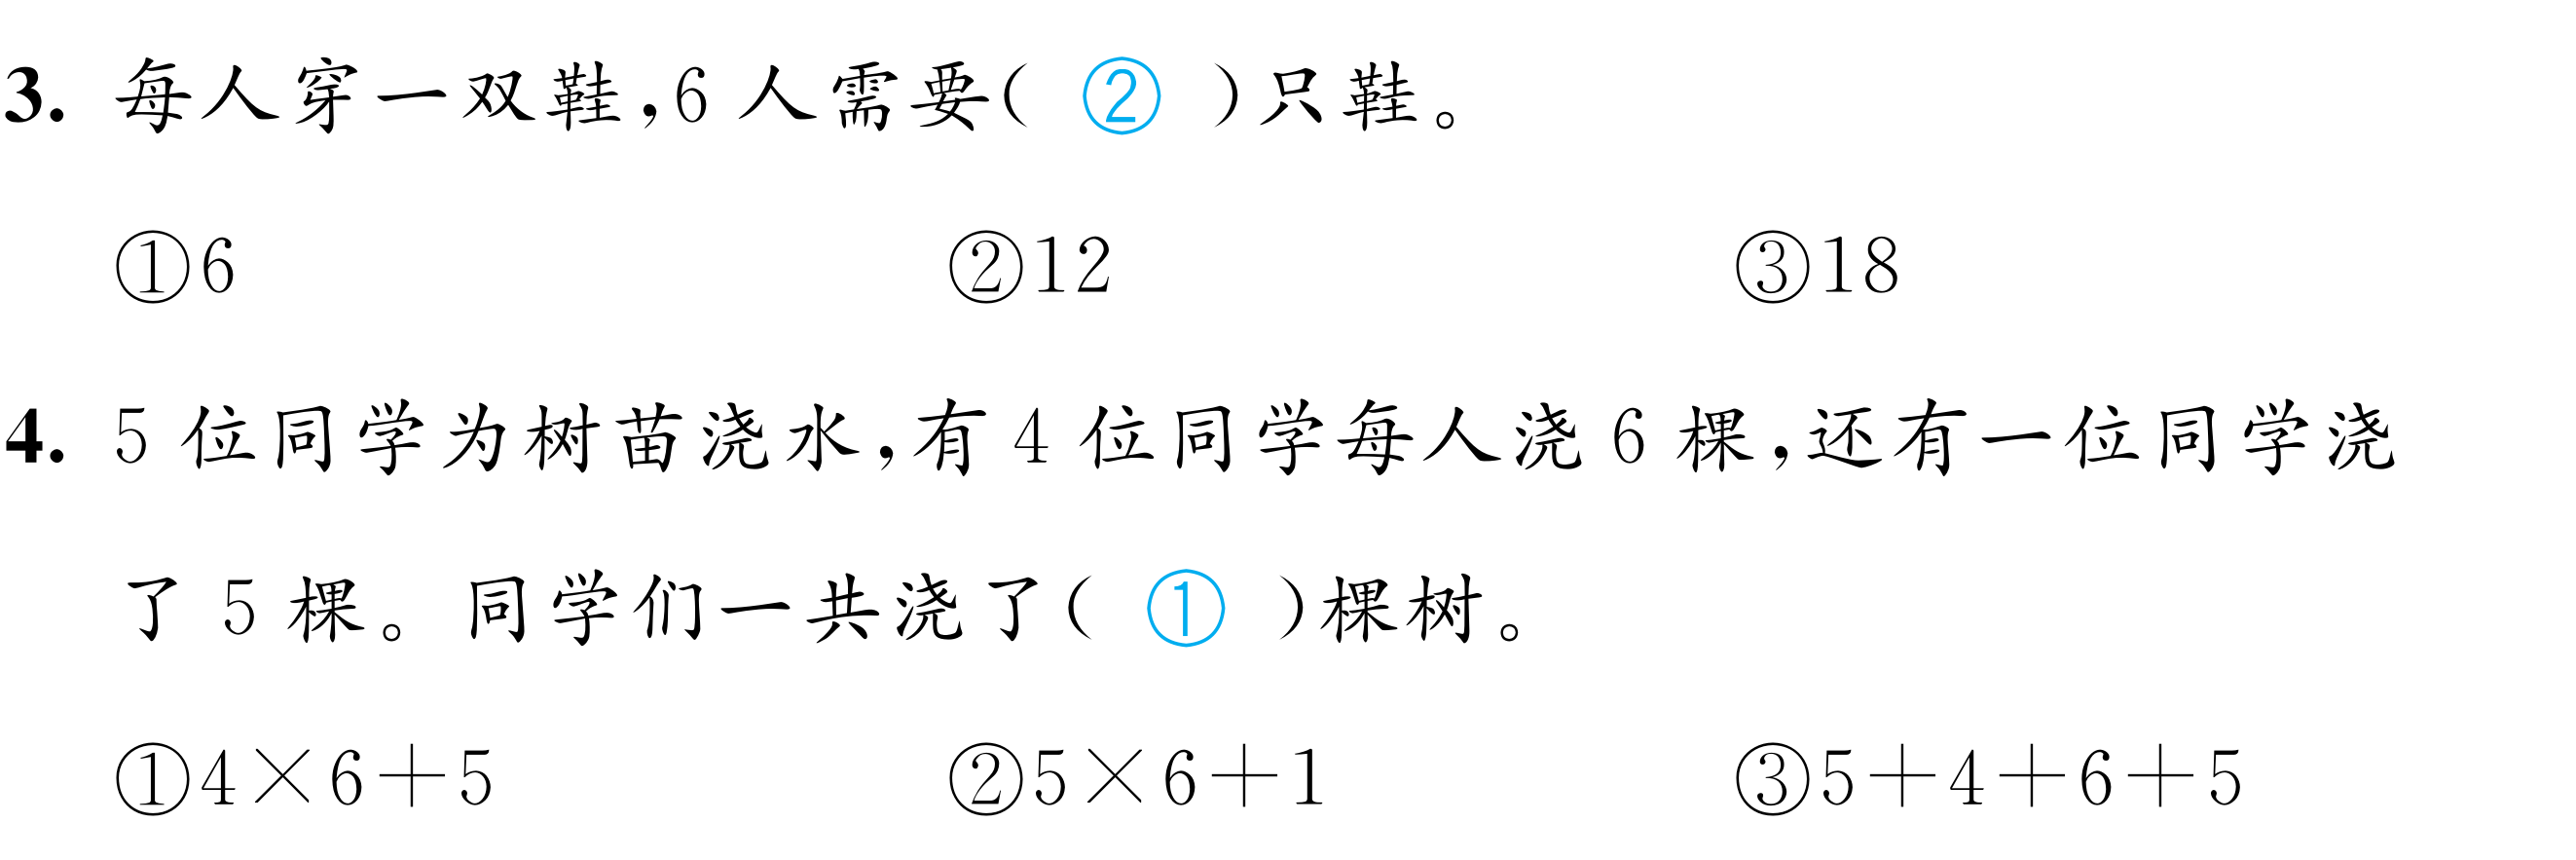 3. 每人穿一双鞋,6人需要( ② )只鞋。
①6 ②12 ③18
4. 5位同学为树苗浇水,有4位同学每人浇6棵,还有一位同学浇
了5棵。同学们一共浇了( ① )棵树。
①4×6+5 ②5×6+1 ③5+4+6+5